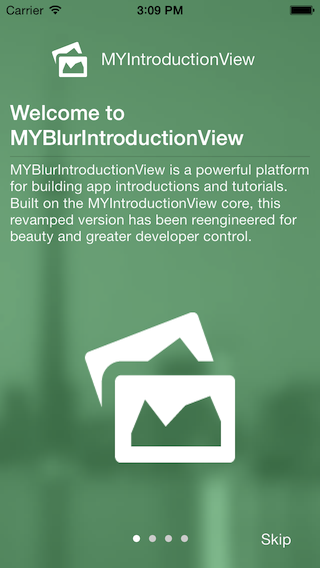 Carrier 3:09 PM
MYIntroductionView
Welcome to
MYBlurIntroductionView
MYBlurIntroductionView is a powerful platform
for building app introductions and tutorials.
Built on the MYIntroductionView core, this
revamped version has been reengineered for
beauty and greater developer control.
Skip